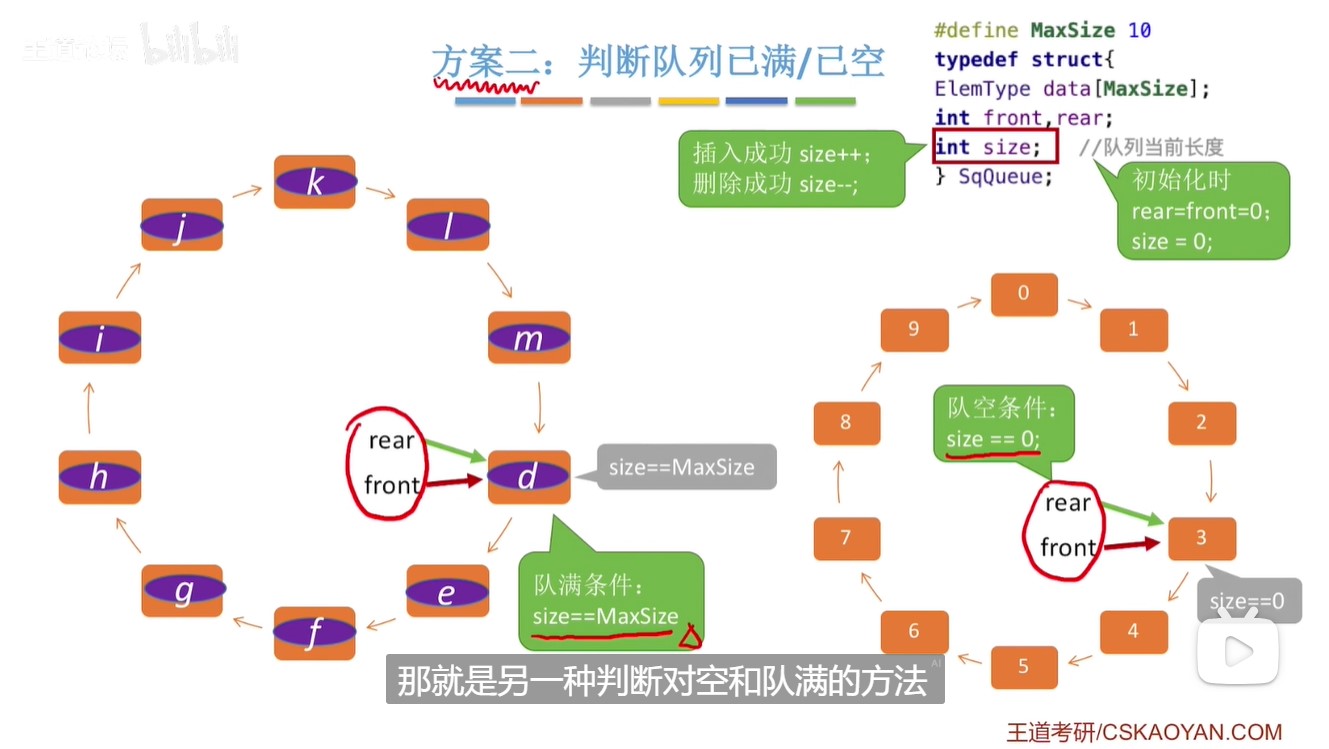 王道论坛 bilibili
方案二：判断队列已满/已空
#define MaxSize 10
typedef struct{
ElemType data[MaxSize];
int front,rear;
int size; //队列当前长度
} SqQueue;
插入成功 size++;
删除成功 size--;
初始化时
rear=front=0;
size = 0;
k
l
m
d
e
f
g
h
i
j
rear
front
size==MaxSize
队满条件：
size==MaxSize
0
1
2
3
4
5
6
7
8
9
队空条件：
size == 0;
rear
front
size==0
那就是另一种判断对空和队满的方法
AI
王道考研/CSKAOYAN.COM